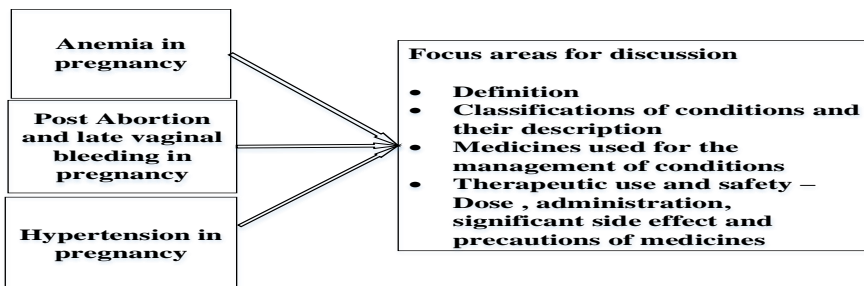 Anemia in
pregnancy
Post Abortion
and late vaginal
bleeding in
pregnancy
Hypertension in
pregnancy
Focus areas for discussion
● Definition
● Classifications of conditions and
their description
● Medicines used for the
management of conditions
● Therapeutic use and safety –
Dose , administration,
significant side effect and
precautions of medicines